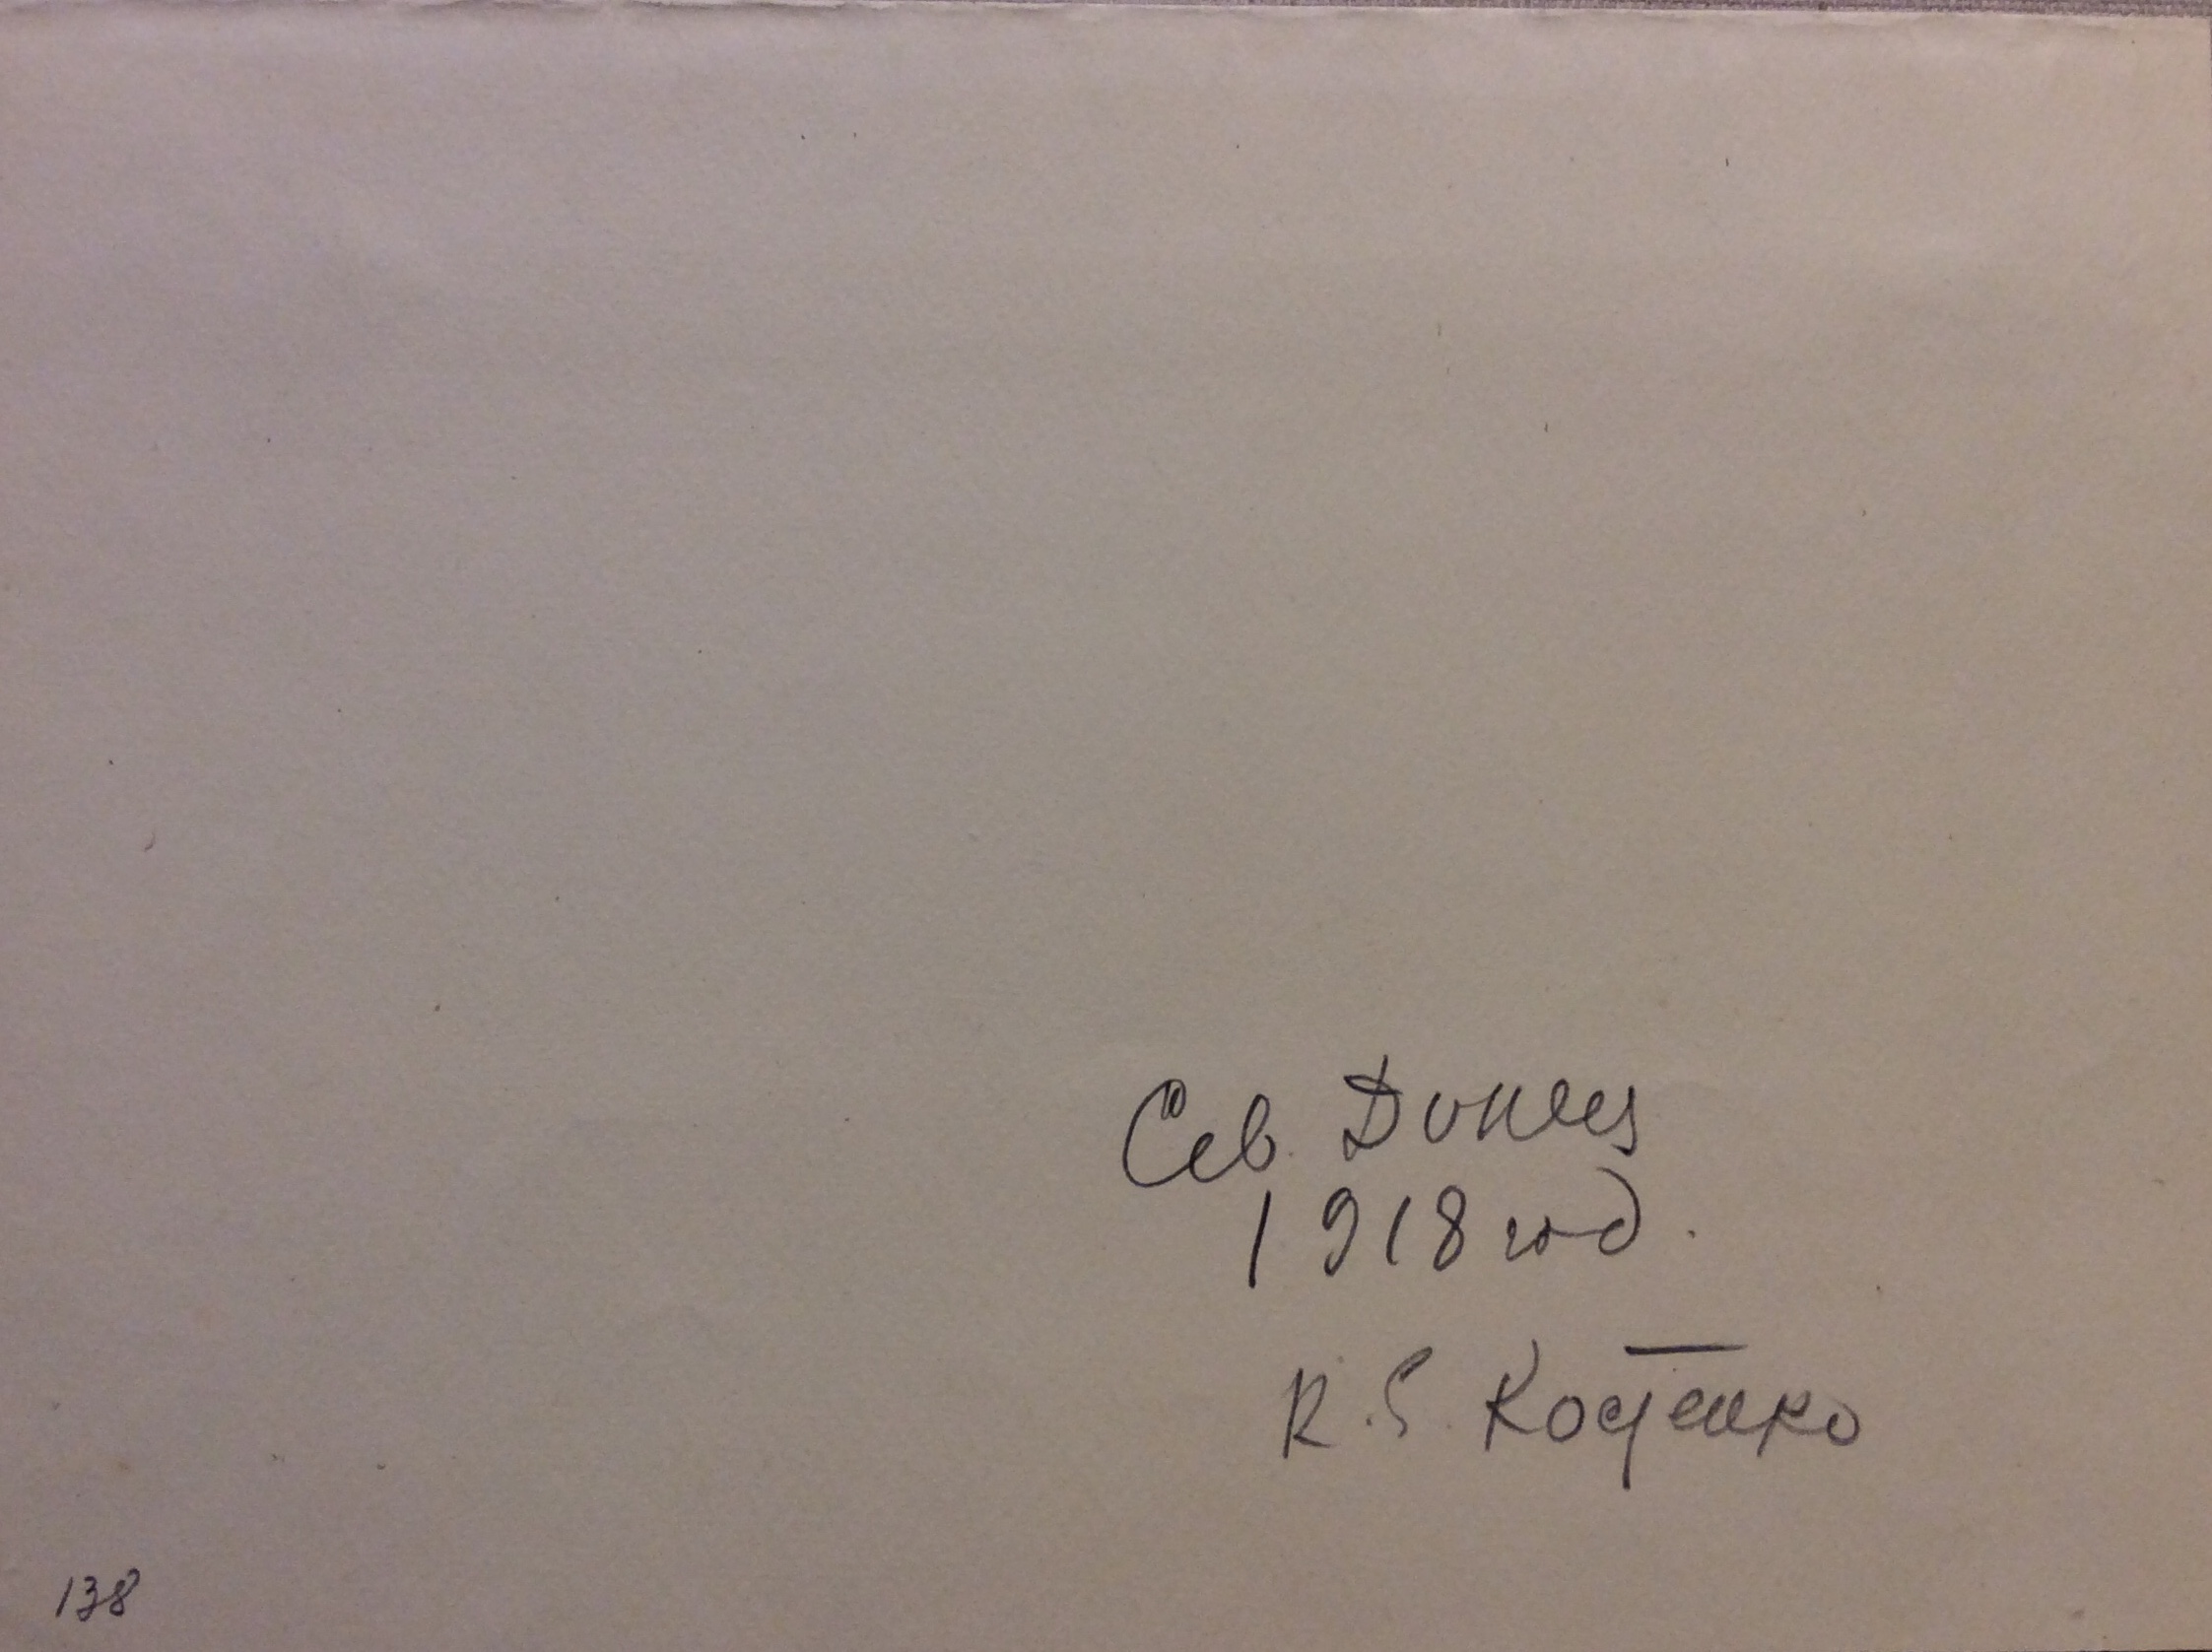 Сев. Донец
1918 год.
К. Е. Костенко
138